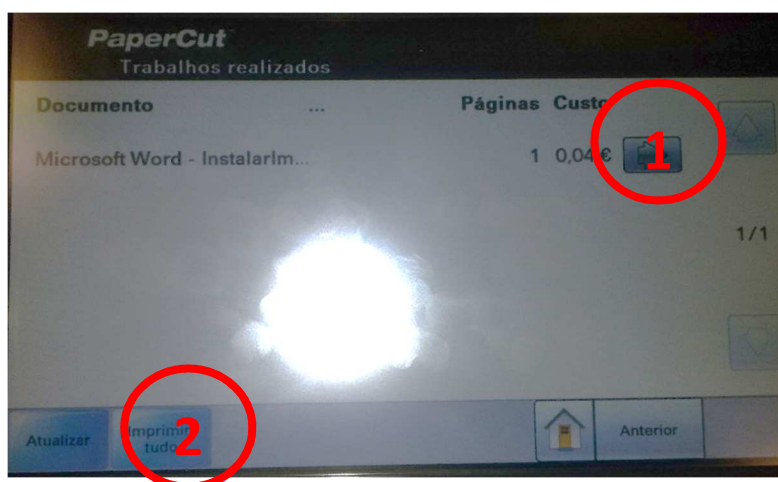 PaperCut
Trabalhos realizados
Documento ... Páginas Custo
Microsoft Word - InstalarIm... 1 0,04 € 1
1/1
Atualizar Imprimir tudo 2 Anterior